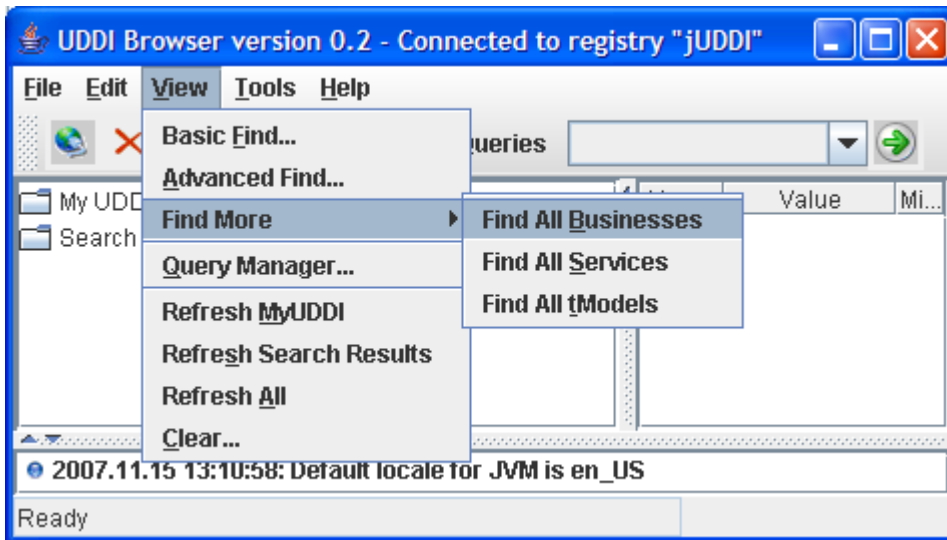 UDDI Browser version 0.2 - Connected to registry "jUDDI"
File Edit View Tools Help
Basic Find...
Advanced Find...
Find More
Query Manager...
Refresh MyUDDI
Refresh Search Results
Refresh All
Clear...
Find All Businesses
Find All Services
Find All tModels
My
Search
Value Mi...
2007.11.15 13:10:58: Default locale for JVM is en_US
Ready